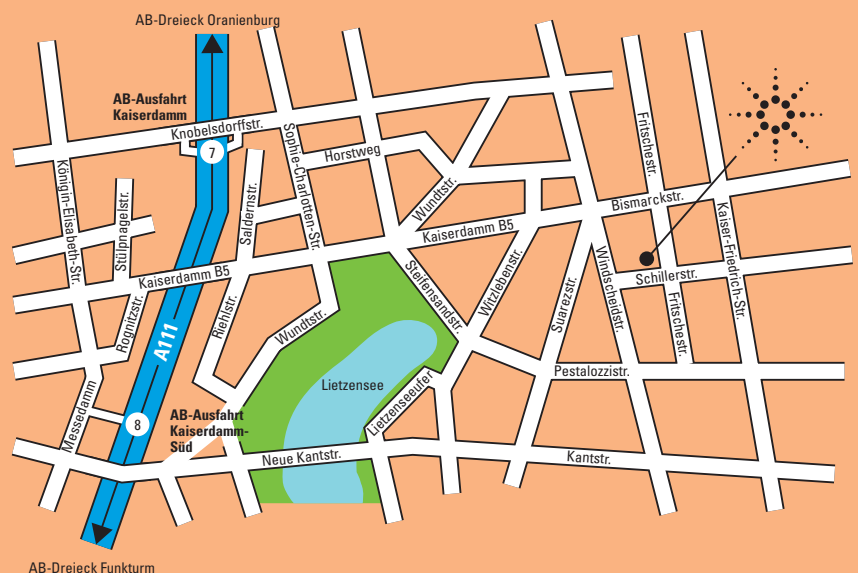 AB-Dreieck Oranienburg
AB-Ausfahrt
Kaiserdamm
Knobelsdorffstr.
7
Sophie-Charlotten-Str.
Horstweg
Fritschestr.
Königin-Elisabeth-Str.
Stülpnagelstr.
Saldernstr.
Wundtstr.
Bismarckstr.
Kaiser-Friedrich-Str.
Kaiserdamm B5
Kaiserdamm B5
Steifensandstr.
Witzlebenstr.
Suarezstr.
Windscheidstr.
Schillerstr.
Fritschestr.
Rognitzstr.
A111
Riehlstr.
Wundtstr.
Pestalozzistr.
Lietzensee
Lietzenseeufer
Messedamm
8
AB-Ausfahrt
Kaiserdamm-
Süd
Neue Kantstr.
Kantstr.
AB-Dreieck Funkturm